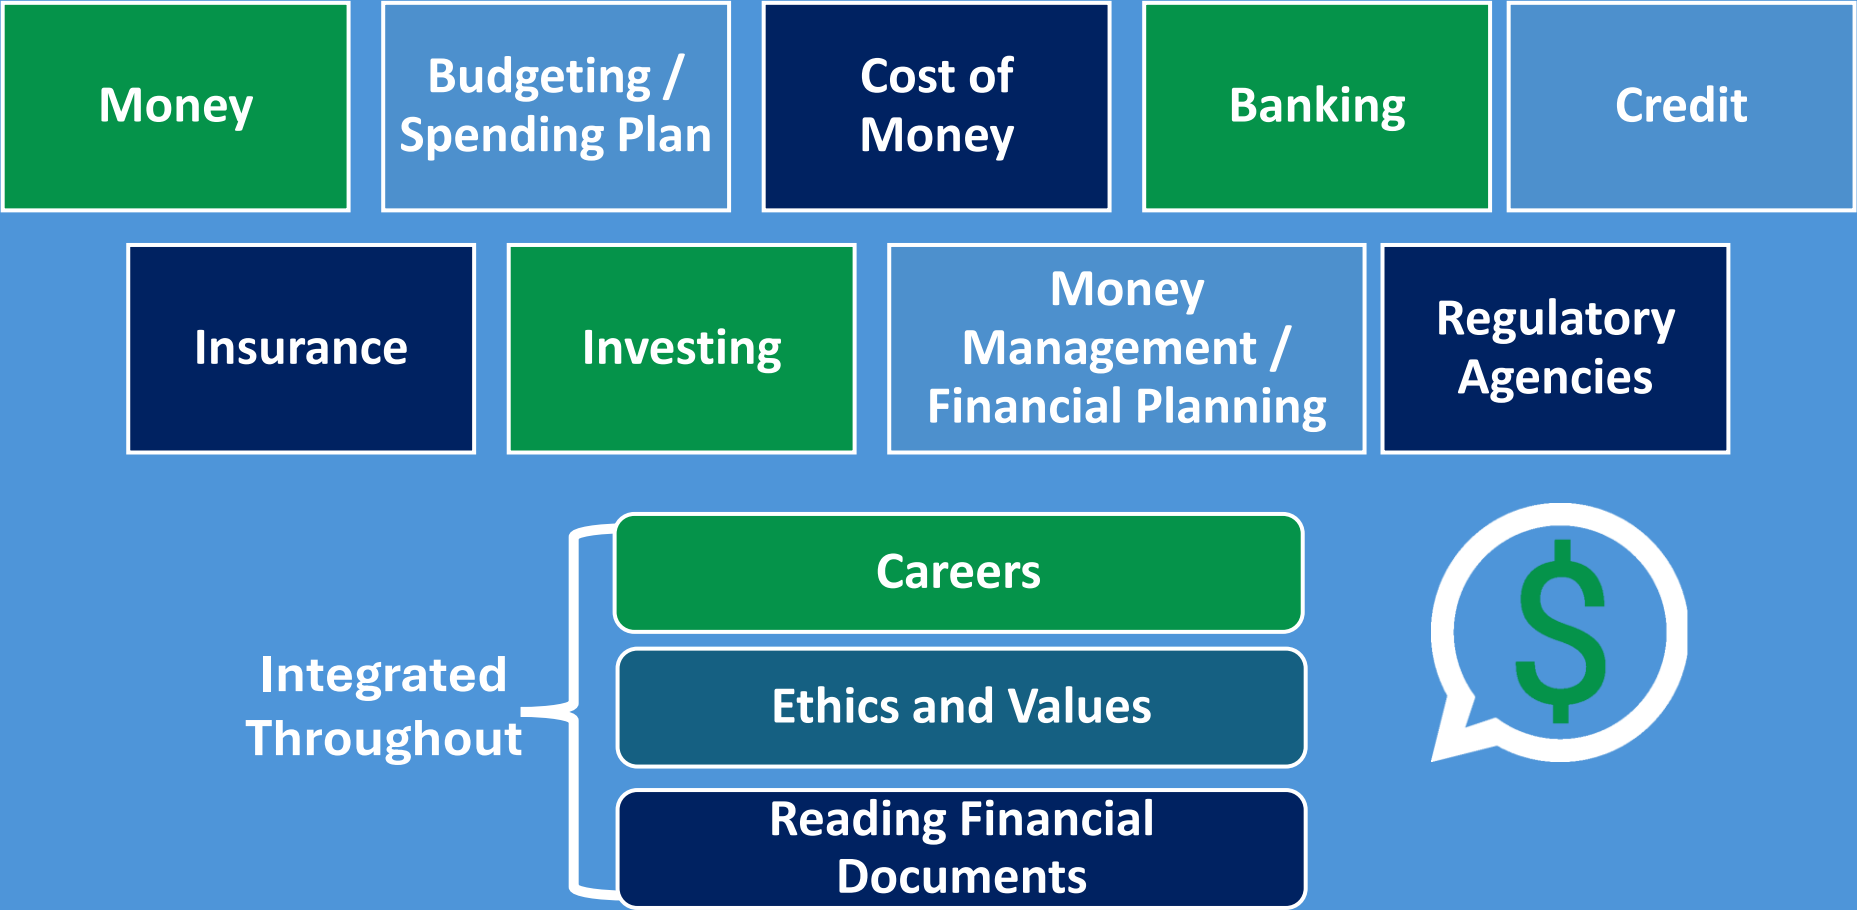 Money
Budgeting /
Spending Plan
Cost of
Money
Banking
Credit
Insurance
Investing
Money
Management /
Financial Planning
Regulatory
Agencies
Integrated
Throughout
Careers
Ethics and Values
Reading Financial
Documents
$